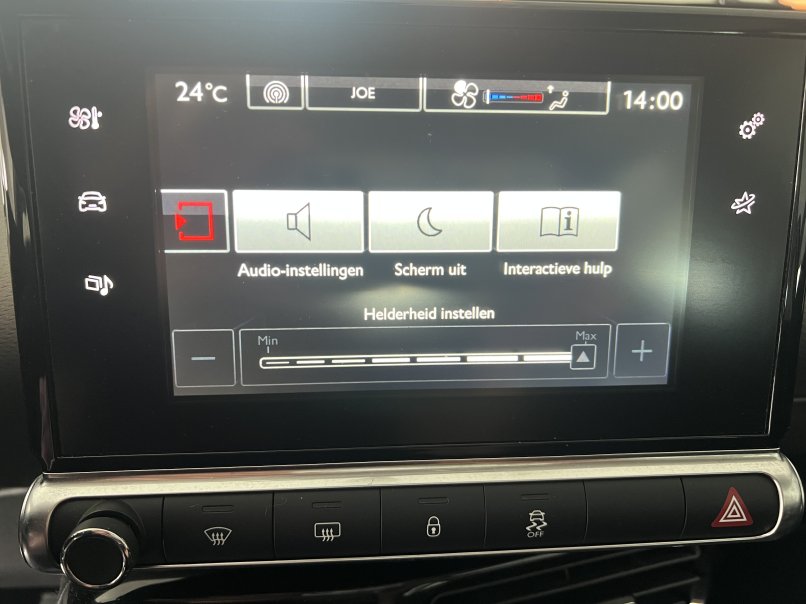 24°C
JOE
14:00
Audio-instellingen
Scherm uit
Interactieve hulp
Helderheid instellen
Min
Max
OFF